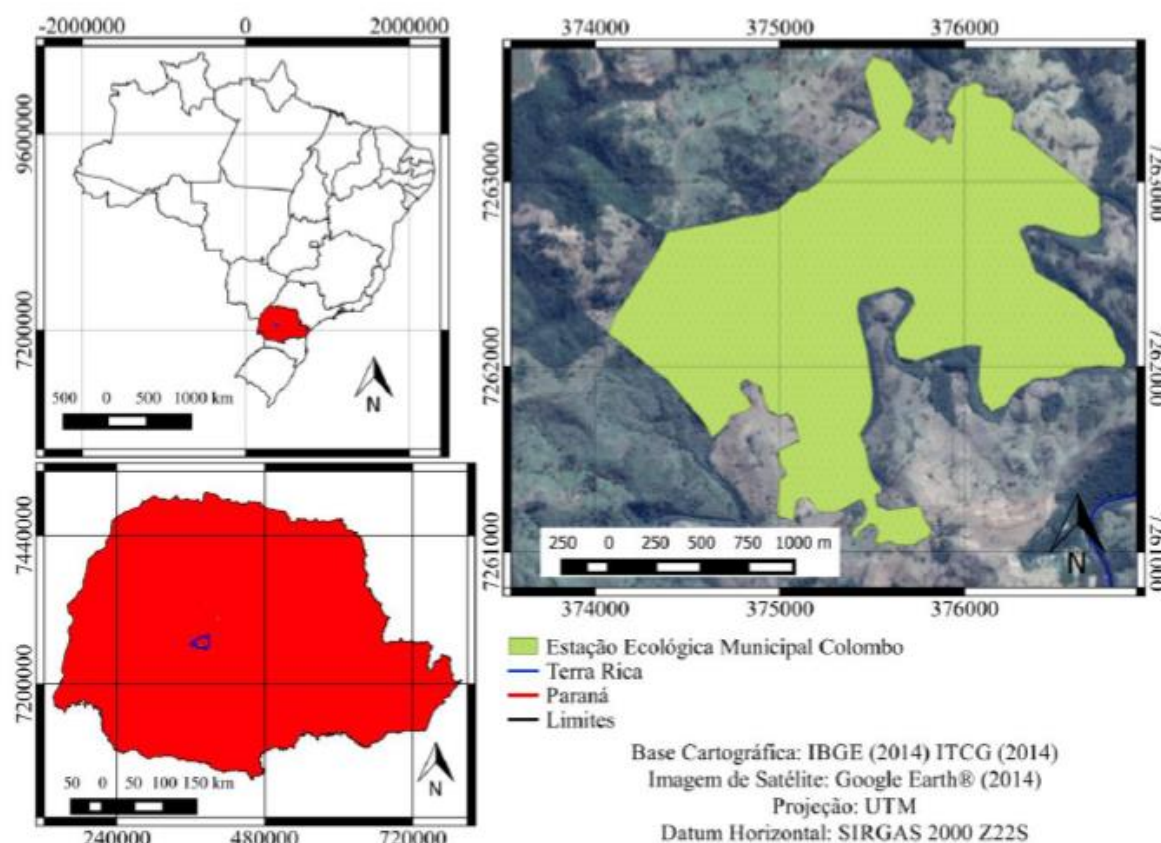 -2000000 0 2000000
9600000
7200000
500 0 500 1000 km
N
374000 375000 376000
7263000
7263000
7262000
7262000
7261000
7261000
250 0 250 500 750 1000 m
N
374000 375000 376000
7440000
7200000
50 0 50 100 150 km
N
240000 480000 720000
Estação Ecológica Municipal Colombo
Terra Rica
Paraná
Limites
Base Cartográfica: IBGE (2014) ITCG (2014)
Imagem de Satélite: Google Earth® (2014)
Projeção: UTM
Datum Horizontal: SIRGAS 2000 Z22S